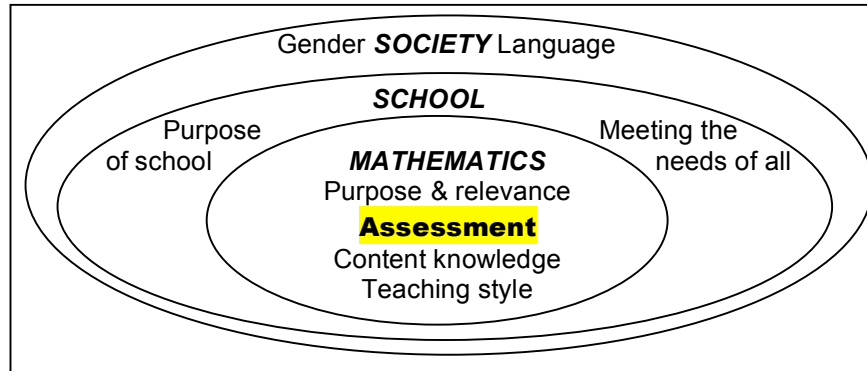 Gender SOCIETY Language
SCHOOL
Purpose
of school
Meeting the
needs of all
MATHEMATICS
Purpose & relevance
Assessment
Content knowledge
Teaching style